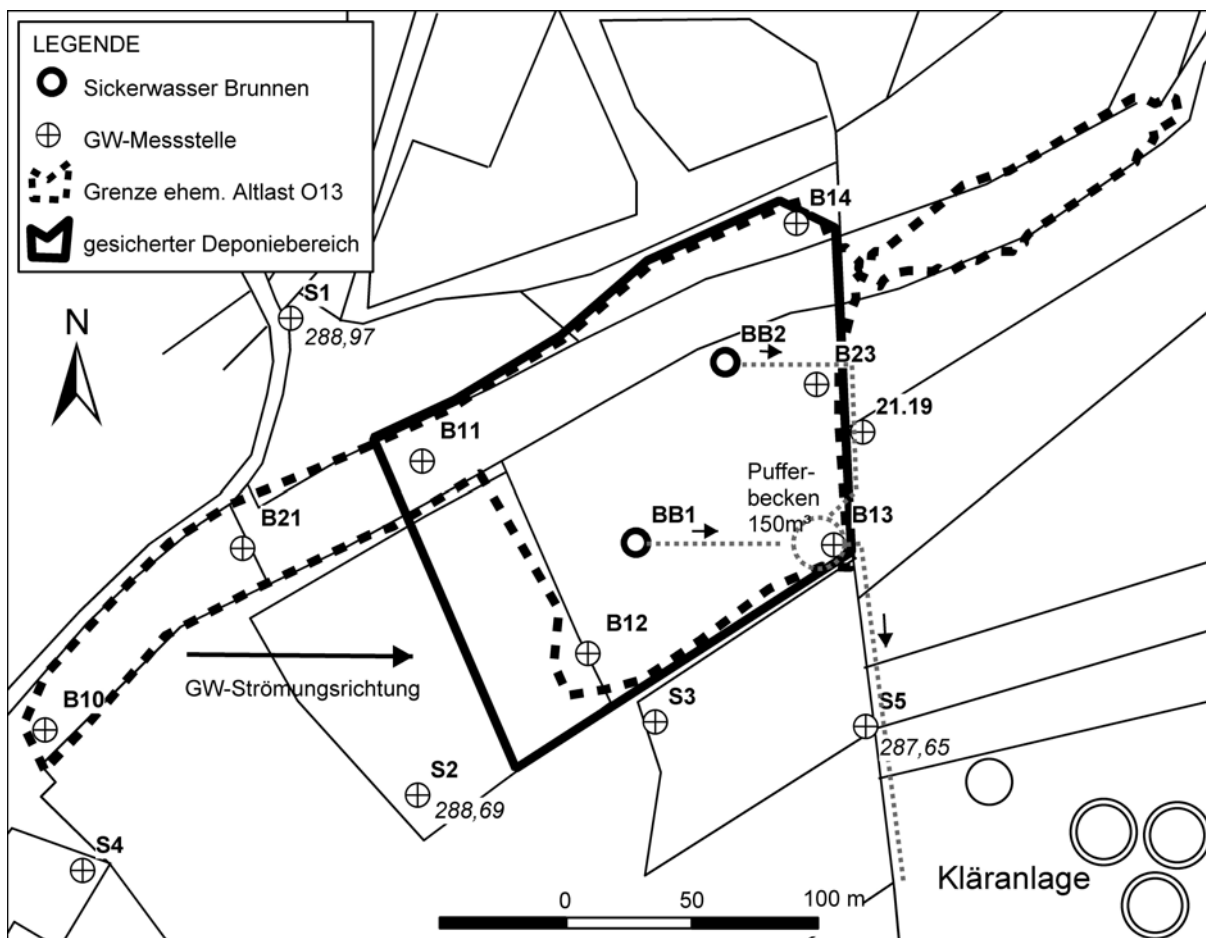 LEGENDE
Sickerwasser Brunnen
GW-Messstelle
Grenze ehem. Altlast O13
gesicherter Deponiebereich
B14
S1
288,97
N
BB2
B23
21.19
B11
Puffer-
becken
150m³
BB1
B13
B21
B12
GW-Strömungsrichtung
B10
S3
S5
287,65
S2
288,69
S4
Kläranlage
0
50
100 m